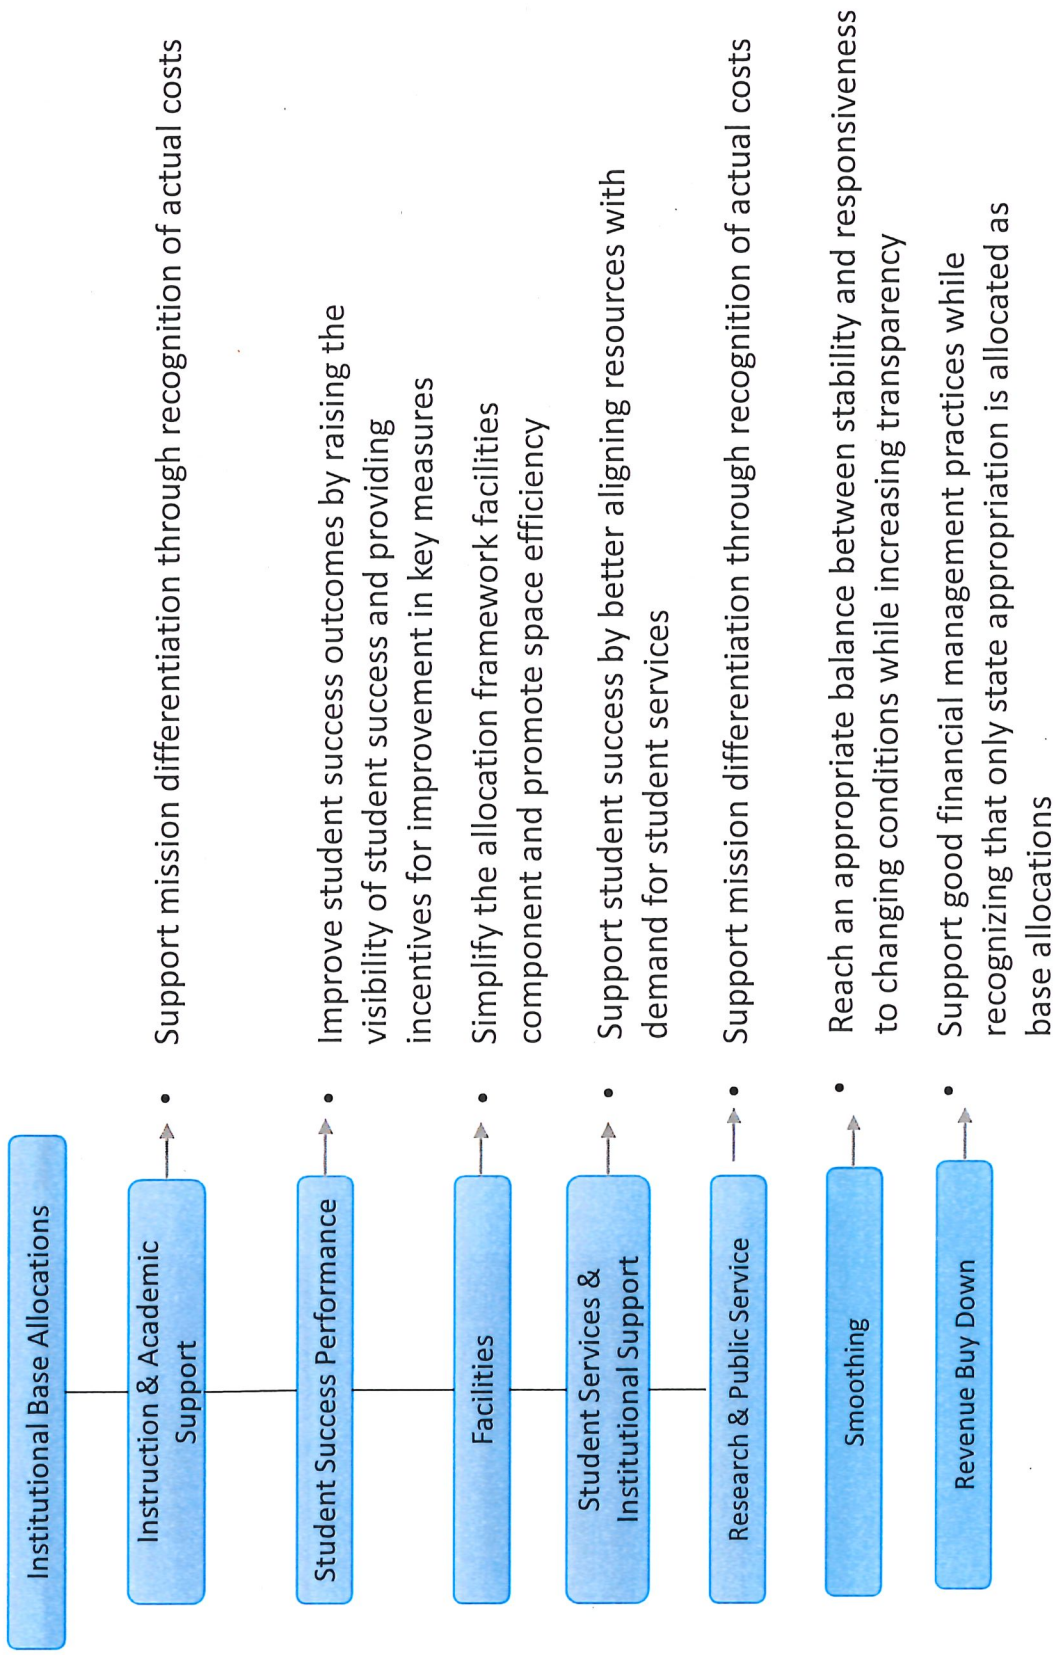 Institutional Base Allocations
Instruction & Academic
Support
• Support mission differentiation through recognition of actual costs
Student Success Performance
• Improve student success outcomes by raising the
visibility of student success and providing
incentives for improvement in key measures
Facilities
• Simplify the allocation framework facilities
component and promote space efficiency
Student Services &
Institutional Support
• Support student success by better aligning resources with
demand for student services
Research & Public Service
• Support mission differentiation through recognition of actual costs
Smoothing
• Reach an appropriate balance between stability and responsiveness
to changing conditions while increasing transparency
Revenue Buy Down
• Support good financial management practices while
recognizing that only state appropriation is allocated as
base allocations